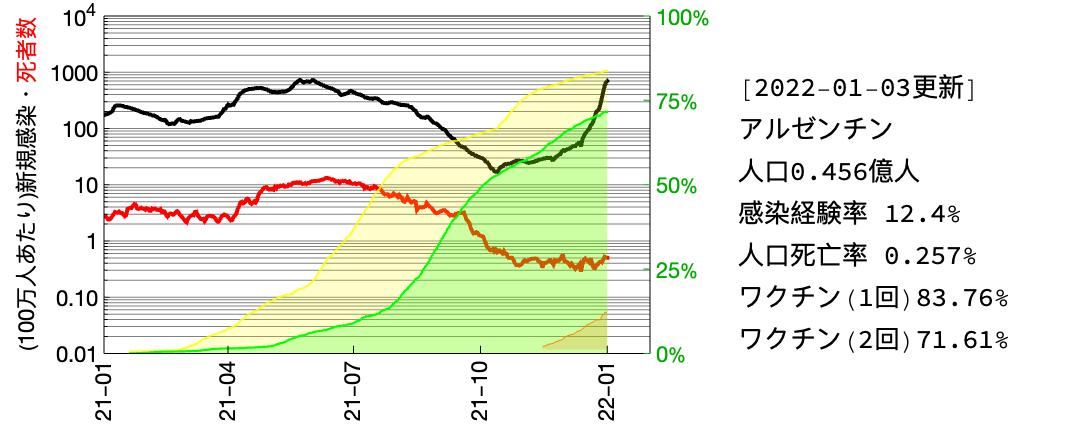 (100万人あたり)新規感染・死者数
10⁴
1000
100
10
1
0.10
0.01
100%
75%
50%
25%
0%
21-01
21-04
21-07
21-10
22-01
[2022-01-03更新]
アルゼンチン
人口0.456億人
感染経験率 12.4%
人口死亡率 0.257%
ワクチン(1回)83.76%
ワクチン(2回)71.61%